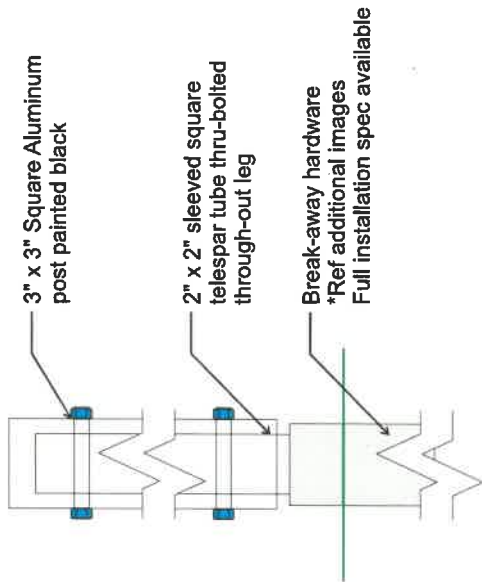 3" x 3" Square Aluminum
post painted black
2" x 2" sleeved square
telespar tube thru-bolted
through-out leg
Break-away hardware
*Ref additional images
Full installation spec available